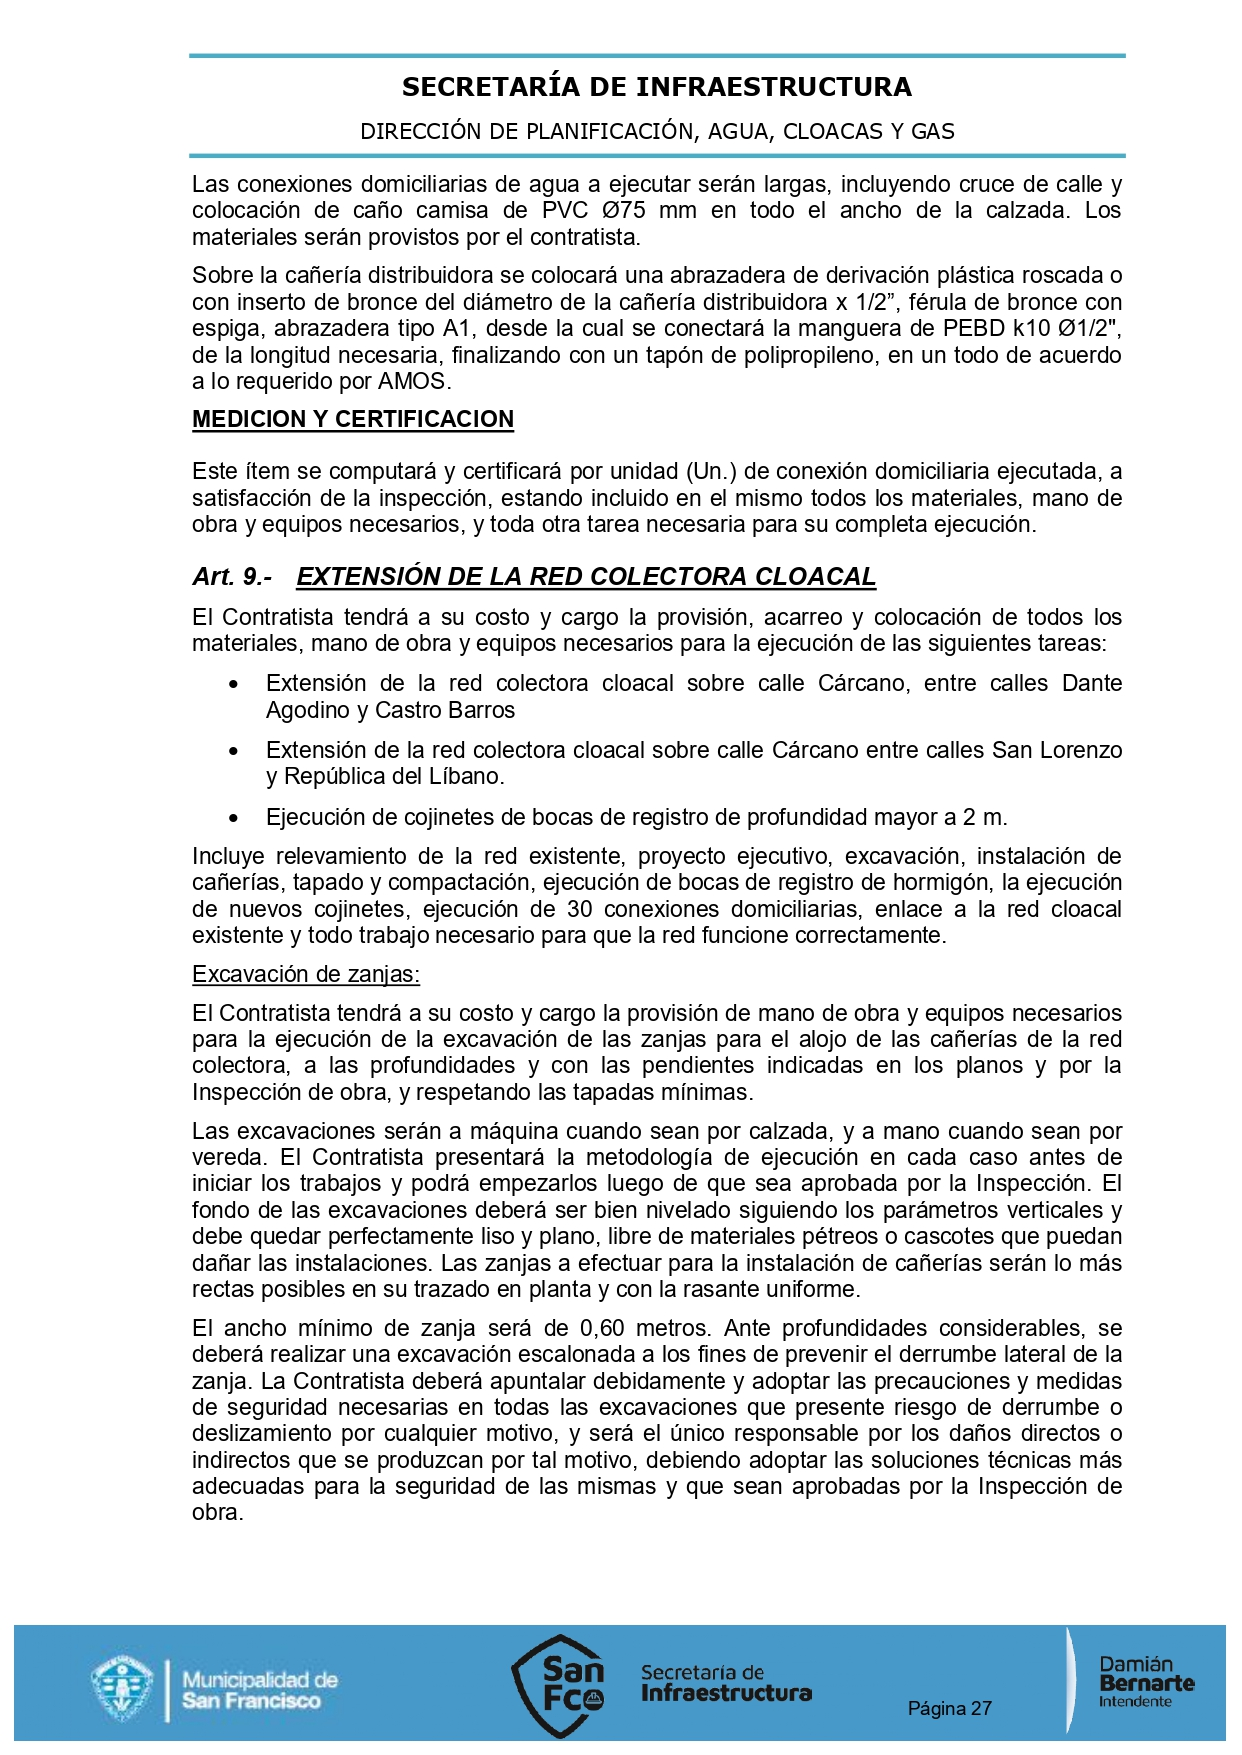 SECRETARÍA DE INFRAESTRUCTURA
DIRECCIÓN DE PLANIFICACIÓN, AGUA, CLOACAS Y GAS
Las conexiones domiciliarias de agua a ejecutar serán largas, incluyendo cruce de calle y
colocación de caño camisa de PVC Ø75 mm en todo el ancho de la calzada. Los
materiales serán provistos por el contratista.
Sobre la cañería distribuidora se colocará una abrazadera de derivación plástica roscada o
con inserto de bronce del diámetro de la cañería distribuidora x 1/2”, férula de bronce con
espiga, abrazadera tipo A1, desde la cual se conectará la manguera de PEBD k10 Ø1/2",
de la longitud necesaria, finalizando con un tapón de polipropileno, en un todo de acuerdo
a lo requerido por AMOS.
MEDICION Y CERTIFICACION
Este ítem se computará y certificará por unidad (Un.) de conexión domiciliaria ejecutada, a
satisfacción de la inspección, estando incluido en el mismo todos los materiales, mano de
obra y equipos necesarios, y toda otra tarea necesaria para su completa ejecución.
Art. 9.- EXTENSIÓN DE LA RED COLECTORA CLOACAL
El Contratista tendrá a su costo y cargo la provisión, acarreo y colocación de todos los
materiales, mano de obra y equipos necesarios para la ejecución de las siguientes tareas:
• Extensión de la red colectora cloacal sobre calle Cárcano, entre calles Dante
Agodino y Castro Barros
• Extensión de la red colectora cloacal sobre calle Cárcano entre calles San Lorenzo
y República del Líbano.
• Ejecución de cojinetes de bocas de registro de profundidad mayor a 2 m.
Incluye relevamiento de la red existente, proyecto ejecutivo, excavación, instalación de
cañerías, tapado y compactación, ejecución de bocas de registro de hormigón, la ejecución
de nuevos cojinetes, ejecución de 30 conexiones domiciliarias, enlace a la red cloacal
existente y todo trabajo necesario para que la red funcione correctamente.
Excavación de zanjas:
El Contratista tendrá a su costo y cargo la provisión de mano de obra y equipos necesarios
para la ejecución de la excavación de las zanjas para el alojo de las cañerías de la red
colectora, a las profundidades y con las pendientes indicadas en los planos y por la
Inspección de obra, y respetando las tapadas mínimas.
Las excavaciones serán a máquina cuando sean por calzada, y a mano cuando sean por
vereda. El Contratista presentará la metodología de ejecución en cada caso antes de
iniciar los trabajos y podrá empezarlos luego de que sea aprobada por la Inspección. El
fondo de las excavaciones deberá ser bien nivelado siguiendo los parámetros verticales y
debe quedar perfectamente liso y plano, libre de materiales pétreos o cascotes que puedan
dañar las instalaciones. Las zanjas a efectuar para la instalación de cañerías serán lo más
rectas posibles en su trazado en planta y con la rasante uniforme.
El ancho mínimo de zanja será de 0,60 metros. Ante profundidades considerables, se
deberá realizar una excavación escalonada a los fines de prevenir el derrumbe lateral de la
zanja. La Contratista deberá apuntalar debidamente y adoptar las precauciones y medidas
de seguridad necesarias en todas las excavaciones que presente riesgo de derrumbe o
deslizamiento por cualquier motivo, y será el único responsable por los daños directos o
indirectos que se produzcan por tal motivo, debiendo adoptar las soluciones técnicas más
adecuadas para la seguridad de las mismas y que sean aprobadas por la Inspección de
obra.
Municipalidad de
San Francisco
San
Fco
Secretaría de
Infraestructura
Página 27
Damián
Bernarte
Intendente